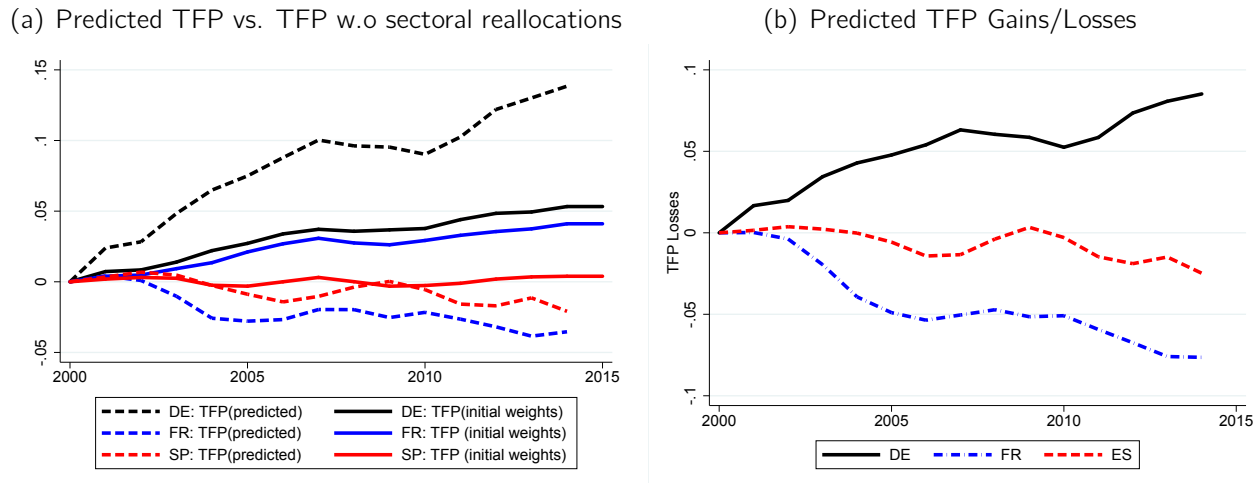 (a) Predicted TFP vs. TFP w.o sectoral reallocations
.15
.1
.05
0
-.05
2000 2005 2010 2015
DE: TFP(predicted) DE: TFP(initial weights)
FR: TFP(predicted) FR: TFP (initial weights)
SP: TFP(predicted) SP: TFP (initial weights)
(b) Predicted TFP Gains/Losses
TFP Losses
.1
.05
0
-.05
-.1
2000 2005 2010 2015
DE FR ES